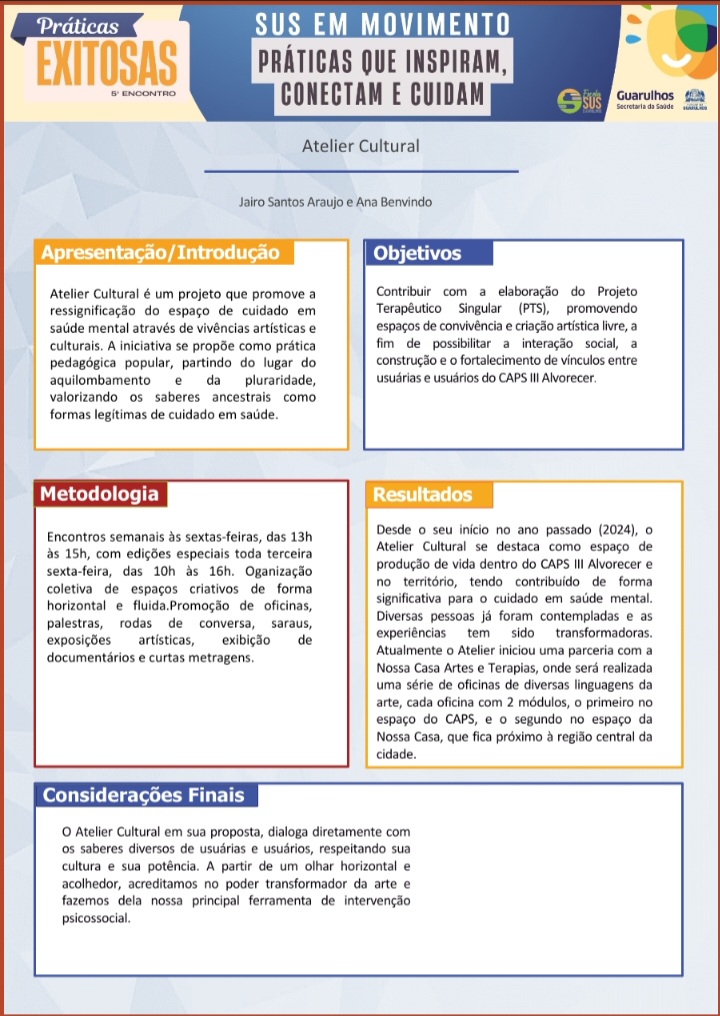 Práticas
EXITOSAS
5º ENCONTRO
SUS EM MOVIMENTO
PRÁTICAS QUE INSPIRAM,
CONECTAM E CUIDAM
Escola
SUS
Guarulhos
Secretaria da Saúde
GUARULHOS
Atelier Cultural
Jairo Santos Araujo e Ana Benvindo
Apresentação/Introdução
Atelier Cultural é um projeto que promove a
ressignificação do espaço de cuidado em
saúde mental através de vivências artísticas e
culturais. A iniciativa se propõe como prática
pedagógica popular, partindo do lugar do
aquilombamento e da pluraridade,
valorizando os saberes ancestrais como
formas legítimas de cuidado em saúde.
Objetivos
Contribuir com a elaboração do Projeto
Terapêutico Singular (PTS), promovendo
espaços de convivência e criação artística livre, a
fim de possibilitar a interação social, a
construção e o fortalecimento de vínculos entre
usuárias e usuários do CAPS III Alvorecer.
Metodologia
Encontros semanais às sextas-feiras, das 13h
às 15h, com edições especiais toda terceira
sexta-feira, das 10h às 16h. Oganização
coletiva de espaços criativos de forma
horizontal e fluida.Promoção de oficinas,
palestras, rodas de conversa, saraus,
exposições artísticas, exibição de
documentários e curtas metragens.
Resultados
Desde o seu início no ano passado (2024), o
Atelier Cultural se destaca como espaço de
produção de vida dentro do CAPS III Alvorecer e
no território, tendo contribuído de forma
significativa para o cuidado em saúde mental.
Diversas pessoas já foram contempladas e as
experiências tem sido transformadoras.
Atualmente o Atelier iniciou uma parceria com a
Nossa Casa Artes e Terapias, onde será realizada
uma série de oficinas de diversas linguagens da
arte, cada oficina com 2 módulos, o primeiro no
espaço do CAPS, e o segundo no espaço da
Nossa Casa, que fica próximo à região central da
cidade.
Considerações Finais
O Atelier Cultural em sua proposta, dialoga diretamente com
os saberes diversos de usuárias e usuários, respeitando sua
cultura e sua potência. A partir de um olhar horizontal e
acolhedor, acreditamos no poder transformador da arte e
fazemos dela nossa principal ferramenta de intervenção
psicossocial.